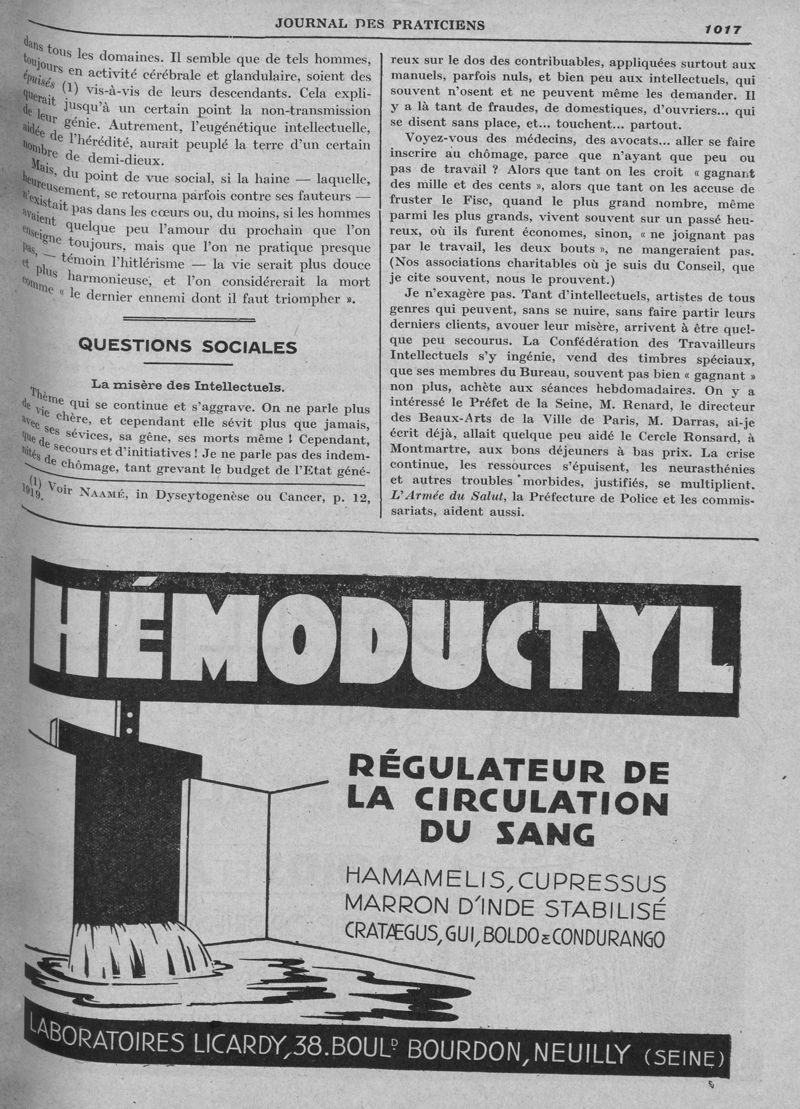 JOURNAL DES PRATICIENS
1017
dans tous les domaines. Il semble que de tels hommes,
toujours en activité cérébrale et glandulaire, soient des
épuisés (1) vis-à-vis de leurs descendants. Cela expli-
querait jusqu'à un certain point la non-transmission
de leur génie. Autrement, l'eugénétique intellectuelle,
aidée de l'hérédité, aurait peuplé la terre d'un certain
nombre de demi-dieux.
Mais, du point de vue social, si la haine — laquelle,
heureusement, se retourna parfois contre ses fauteurs —
n'existait pas dans les cœurs ou, du moins, si les hommes
avaient quelque peu l'amour du prochain que l'on
enseigne toujours, mais que l'on ne pratique presque
pas, — témoin l'hitlérisme — la vie serait plus douce
et plus harmonieuse, et l'on considérerait la mort
comme « le dernier ennemi dont il faut triompher ».
QUESTIONS SOCIALES
La misère des Intellectuels.
Thème qui se continue et s'aggrave. On ne parle plus
de vie chère, et cependant elle sévit plus que jamais,
avec ses sévices, sa gêne, ses morts même ! Cependant,
que de secours et d'initiatives ! Je ne parle pas des indem-
nités de chômage, tant grevant le budget de l'Etat géné-
(1) Voir NAAMÉ, in Dyseytogenèse ou Cancer, p. 12,
1919.
reux sur le dos des contribuables, appliquées surtout aux
manuels, parfois nuls, et bien peu aux intellectuels, qui
souvent n'osent et ne peuvent même les demander. Il
y a là tant de fraudes, de domestiques, d'ouvriers... qui
se disent sans place, et... touchent... partout.
Voyez-vous des médecins, des avocats... aller se faire
inscrire au chômage, parce que n'ayant que peu ou
pas de travail ? Alors que tant on les croit « gagnant
des mille et des cents », alors que tant on les accuse de
fruster le Fisc, quand le plus grand nombre, même
parmi les plus grands, vivent souvent sur un passé heu-
reux, où ils furent économes, sinon, « ne joignant pas
par le travail, les deux bouts », ne mangeraient pas.
(Nos associations charitables où je suis du Conseil, que
je cite souvent, nous le prouvent.)
Je n'exagère pas. Tant d'intellectuels, artistes de tous
genres qui peuvent, sans se nuire, sans faire partir leurs
derniers clients, avouer leur misère, arrivent à être quel-
que peu secourus. La Confédération des Travailleurs
Intellectuels s'y ingénie, vend des timbres spéciaux,
que ses membres du Bureau, souvent pas bien « gagnant »
non plus, achète aux séances hebdomadaires. On y a
intéressé le Préfet de la Seine, M. Renard, le directeur
des Beaux-Arts de la Ville de Paris, M. Darras, ai-je
écrit déjà, allait quelque peu aidé le Cercle Ronsard, à
Montmartre, aux bons déjeuners à bas prix. La crise
continue, les ressources s'épuisent, les neurasthénies
et autres troubles morbides, justifiés, se multiplient.
L'Armée du Salut, la Préfecture de Police et les commis-
sariats, aident aussi.
HÉMODUCTYL
RÉGULATEUR DE
LA CIRCULATION
DU SANG
HAMAMELIS, CUPRESSUS
MARRON D'INDE STABILISÉ
CRATÆGUS, GUI, BOLDO & CONDURANGO
LABORATOIRES LICARDY, 38. BOUL.D BOURDON, NEUILLY (SEINE)